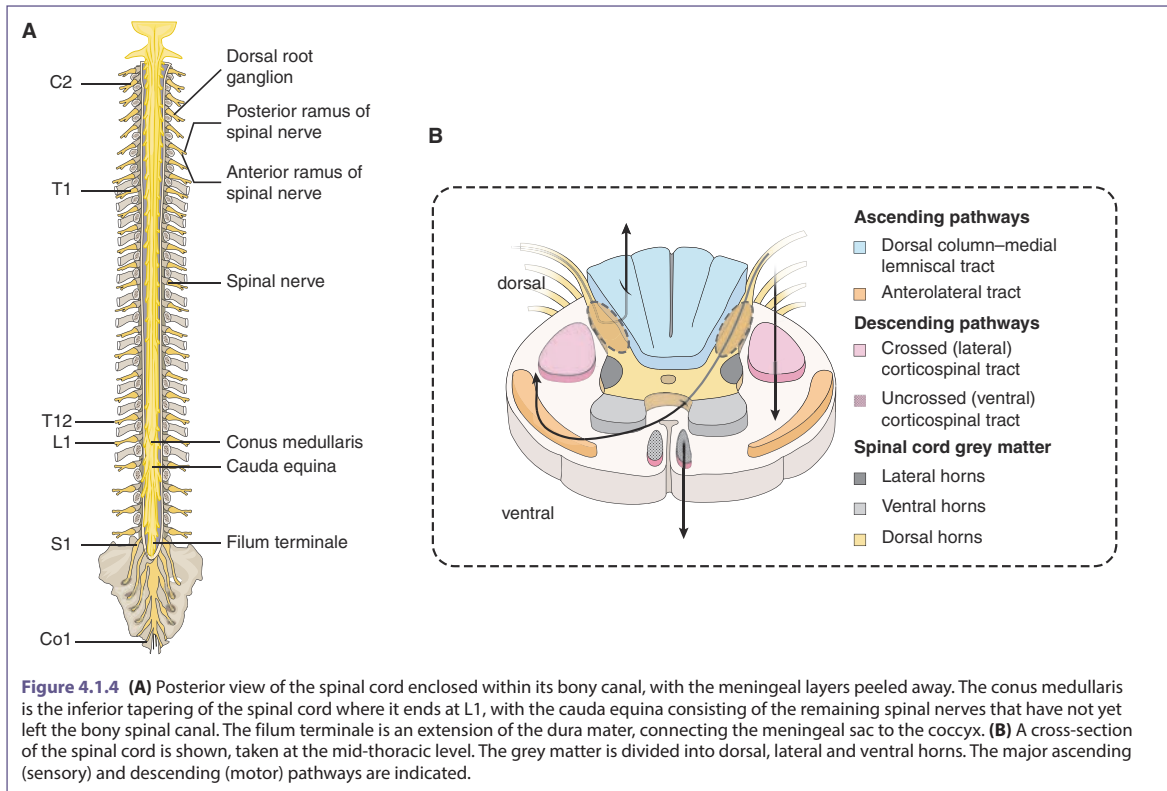 A
C2
T1
T12
L1
S1
Co1
Dorsal root
ganglion
Posterior ramus of
spinal nerve
Anterior ramus of
spinal nerve
Spinal nerve
Conus medullaris
Cauda equina
Filum terminale
B
dorsal
ventral
Ascending pathways
Dorsal column–medial
lemniscal tract
Anterolateral tract
Descending pathways
Crossed (lateral)
corticospinal tract
Uncrossed (ventral)
corticospinal tract
Spinal cord grey matter
Lateral horns
Ventral horns
Dorsal horns
Figure 4.1.4 (A) Posterior view of the spinal cord enclosed within its bony canal, with the meningeal layers peeled away. The conus medullaris
is the inferior tapering of the spinal cord where it ends at L1, with the cauda equina consisting of the remaining spinal nerves that have not yet
left the bony spinal canal. The filum terminale is an extension of the dura mater, connecting the meningeal sac to the coccyx. (B) A cross-section
of the spinal cord is shown, taken at the mid-thoracic level. The grey matter is divided into dorsal, lateral and ventral horns. The major ascending
(sensory) and descending (motor) pathways are indicated.